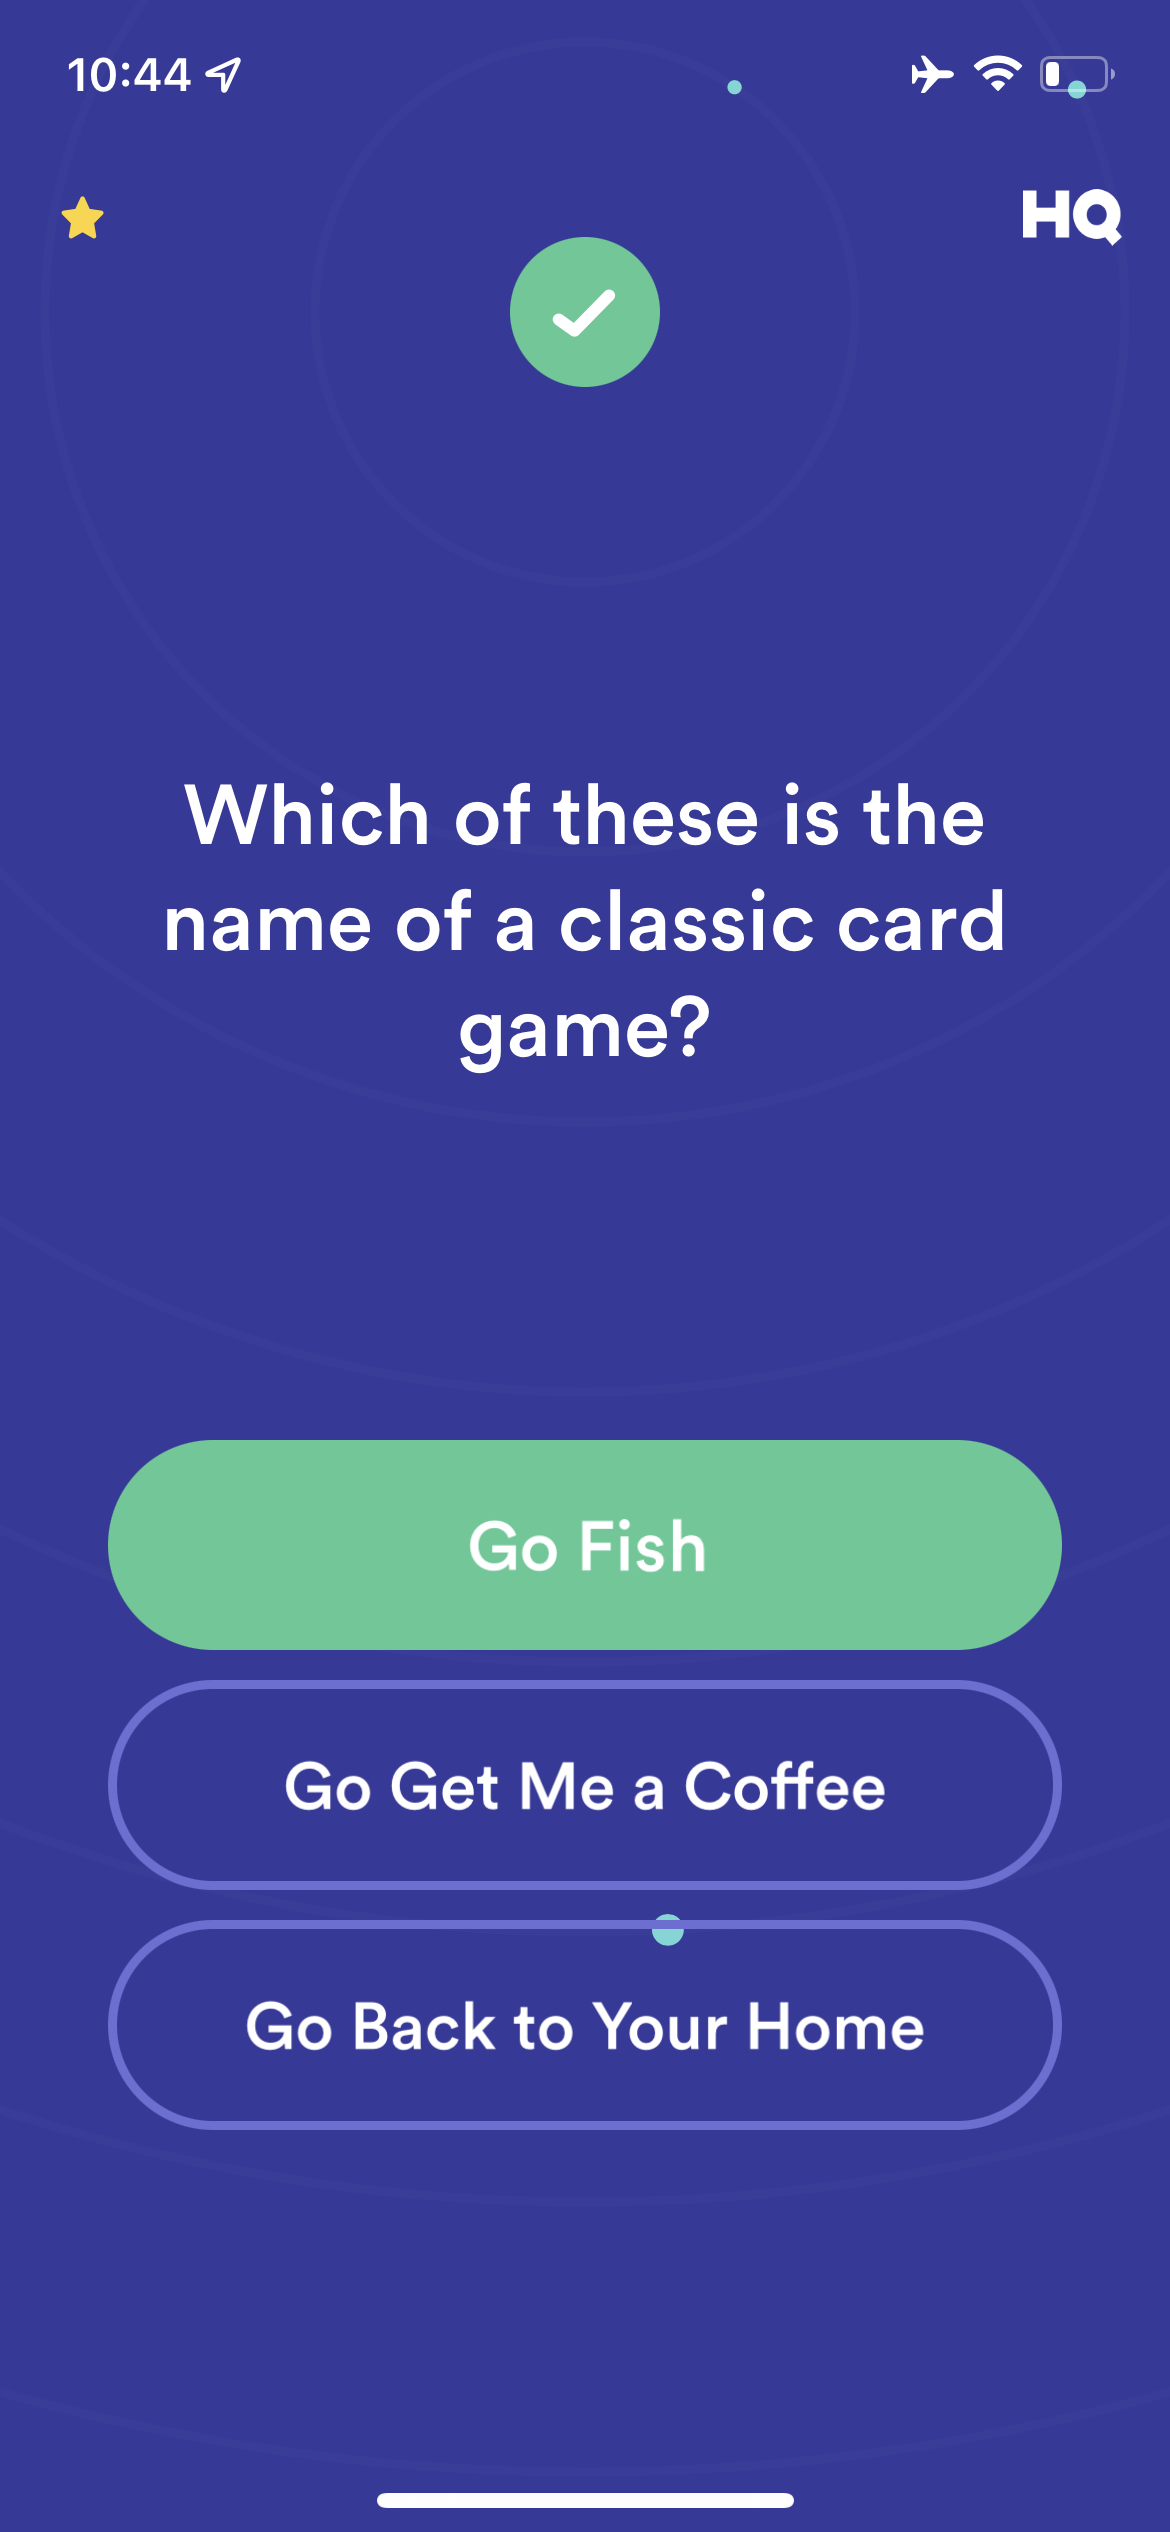 10:44
HQ
Which of these is the
name of a classic card
game?
Go Fish
Go Get Me a Coffee
Go Back to Your Home